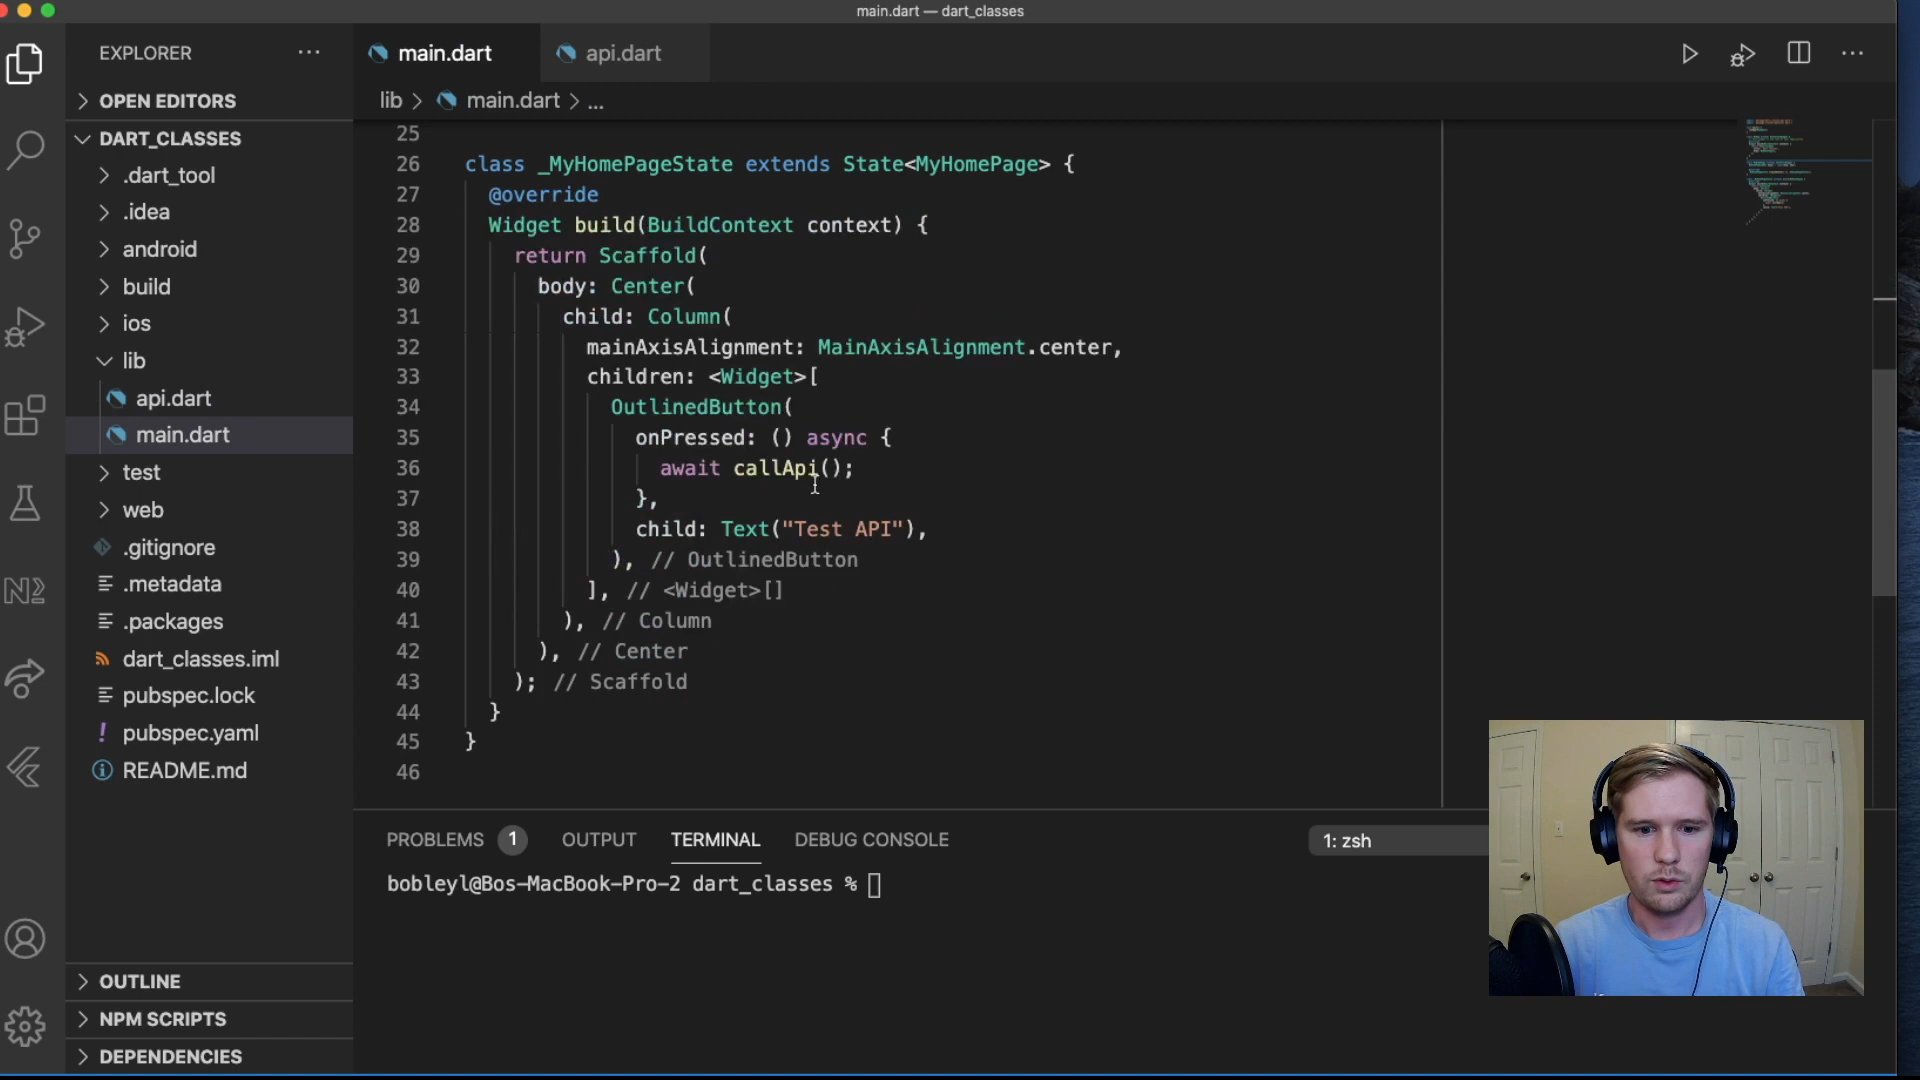 main.dart — dart_classes
EXPLORER
OPEN EDITORS
DART_CLASSES
.dart_tool
.idea
android
build
ios
lib
api.dart
main.dart
test
web
.gitignore
.metadata
.packages
dart_classes.iml
pubspec.lock
pubspec.yaml
README.md
OUTLINE
NPM SCRIPTS
DEPENDENCIES
main.dart
api.dart
lib > main.dart > ...
25
26 class _MyHomePageState extends State<MyHomePage> {
27 @override
28 Widget build(BuildContext context) {
29 return Scaffold(
30 body: Center(
31 child: Column(
32 mainAxisAlignment: MainAxisAlignment.center,
33 children: <Widget>[
34 OutlinedButton(
35 onPressed: () async {
36 await callApi();
37 },
38 child: Text("Test API"),
39 ), // OutlinedButton
40 ], // <Widget>[]
41 ), // Column
42 ), // Center
43 ); // Scaffold
44 }
45 }
46
PROBLEMS 1 OUTPUT TERMINAL DEBUG CONSOLE 1: zsh
bobleyl@Bos-MacBook-Pro-2 dart_classes %